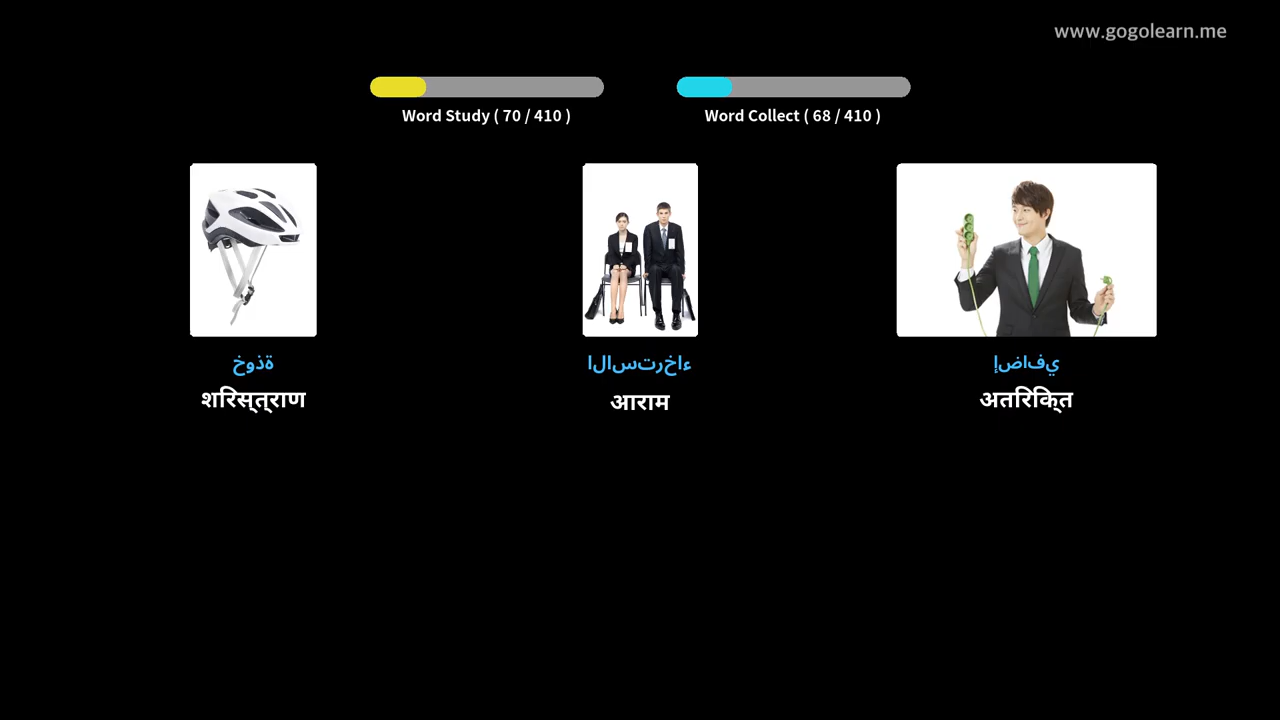 www.gogolearn.me
Word Study ( 70 / 410 )
Word Collect ( 68 / 410 )
خوذة
الاسترخاء
إضافي
शिरस्त्राण
आराम
अतिरिक्त